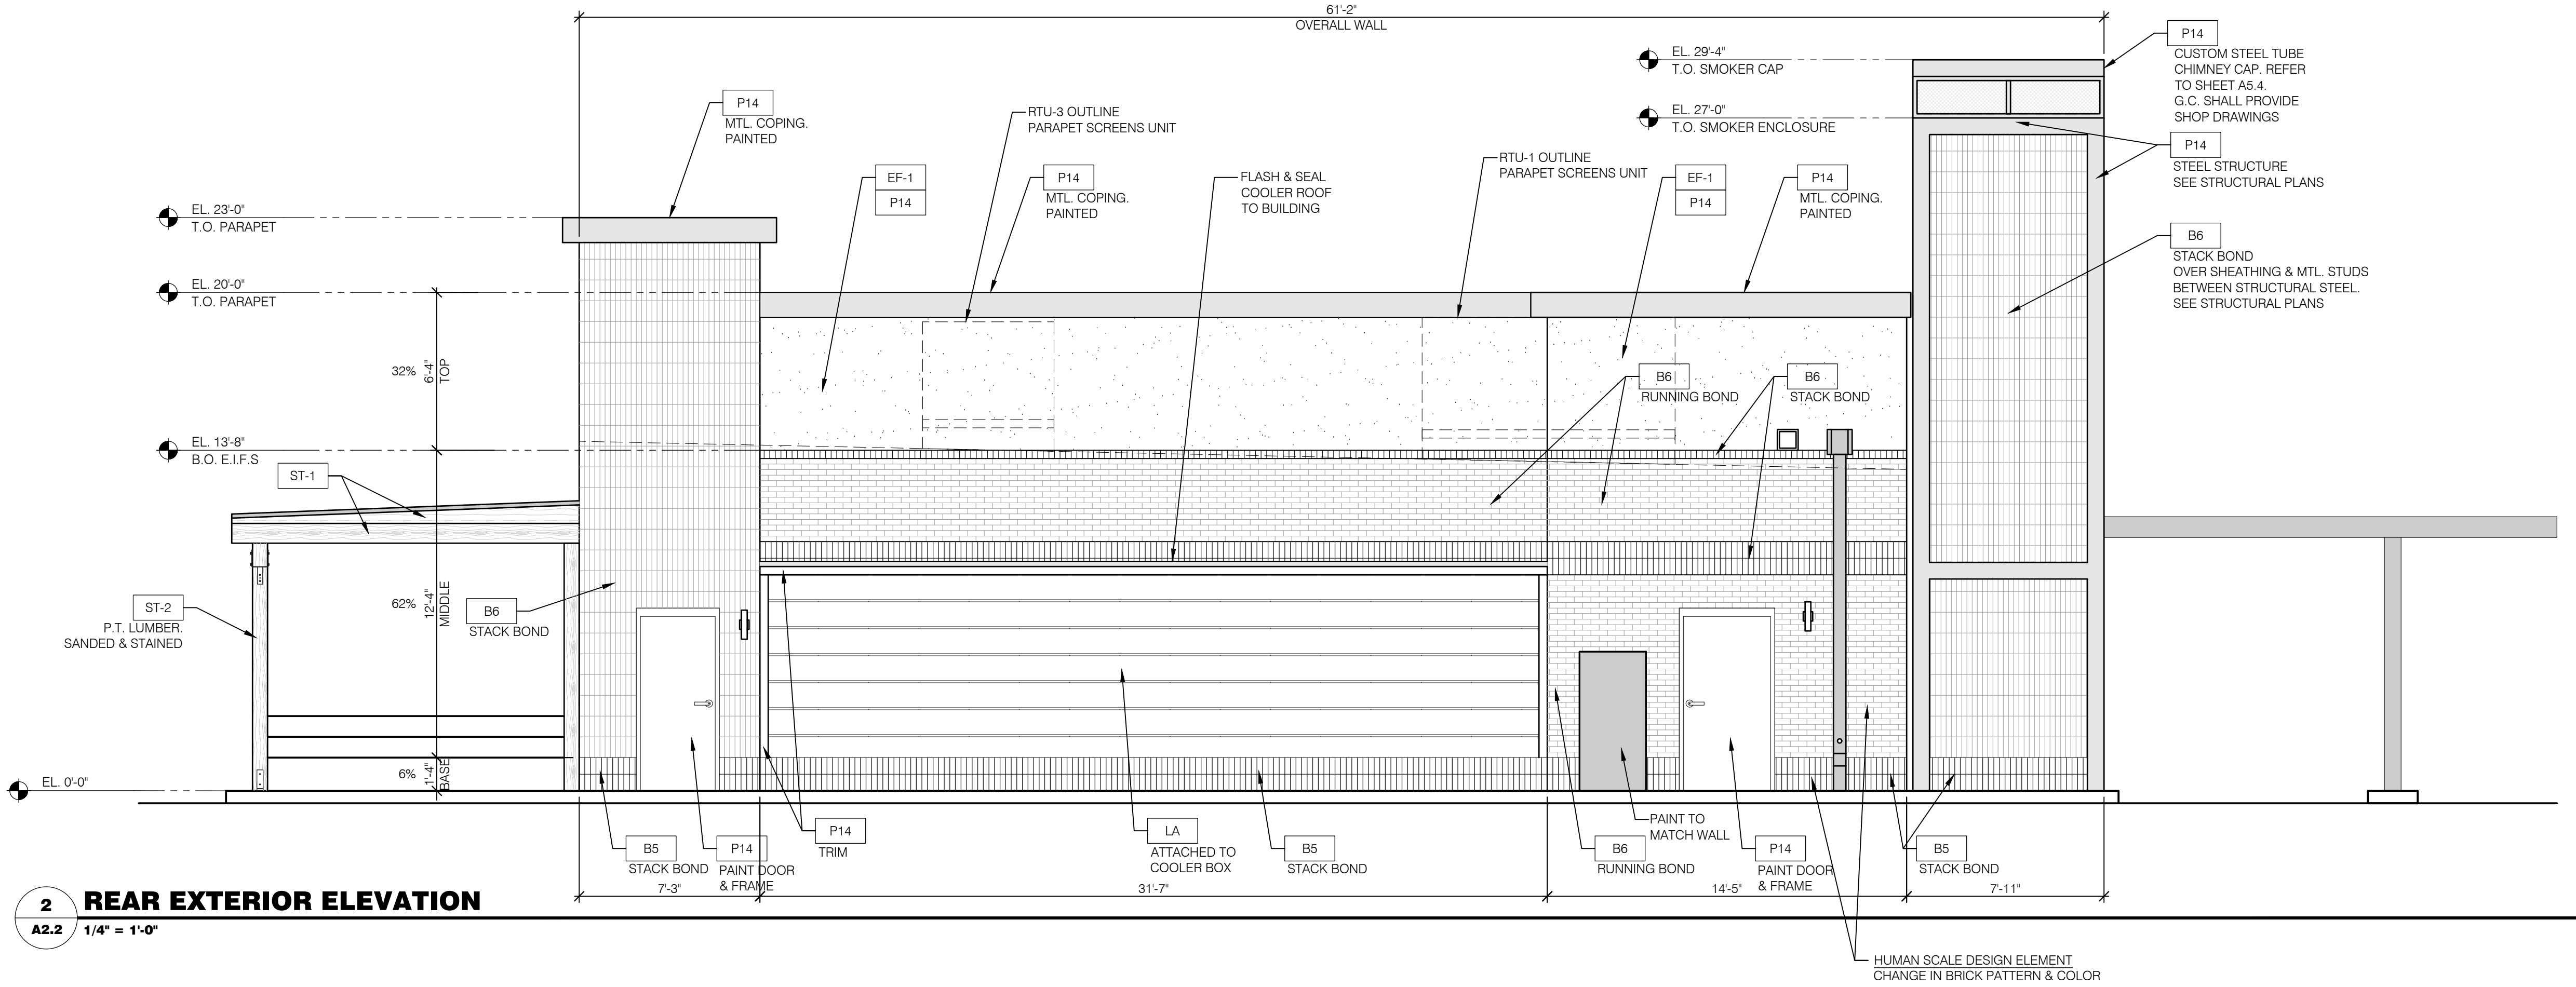 61'-2"
OVERALL WALL
EL. 29'-4"
T.O. SMOKER CAP
EL. 27'-0"
T.O. SMOKER ENCLOSURE
P14
CUSTOM STEEL TUBE
CHIMNEY CAP. REFER
TO SHEET A5.4.
G.C. SHALL PROVIDE
SHOP DRAWINGS
P14
STEEL STRUCTURE
SEE STRUCTURAL PLANS
B6
STACK BOND
OVER SHEATHING & MTL. STUDS
BETWEEN STRUCTURAL STEEL.
SEE STRUCTURAL PLANS
P14
MTL. COPING.
PAINTED
RTU-3 OUTLINE
PARAPET SCREENS UNIT
EF-1
P14
P14
MTL. COPING.
PAINTED
FLASH & SEAL
COOLER ROOF
TO BUILDING
RTU-1 OUTLINE
PARAPET SCREENS UNIT
EF-1
P14
P14
MTL. COPING.
PAINTED
EL. 23'-0"
T.O. PARAPET
EL. 20'-0"
T.O. PARAPET
32%
6'-4"
TOP
B6
RUNNING BOND
B6
STACK BOND
EL. 13'-8"
B.O. E.I.F.S
ST-1
62%
12'-4"
MIDDLE
ST-2
P.T. LUMBER.
SANDED & STAINED
B6
STACK BOND
6%
1'-4"
BASE
EL. 0'-0"
B5
STACK BOND
P14
PAINT DOOR
& FRAME
P14
TRIM
LA
ATTACHED TO
COOLER BOX
B5
STACK BOND
PAINT TO
MATCH WALL
B6
RUNNING BOND
P14
PAINT DOOR
& FRAME
B5
STACK BOND
7'-3"
31'-7"
14'-5"
7'-11"
2
A2.2
REAR EXTERIOR ELEVATION
1/4" = 1'-0"
HUMAN SCALE DESIGN ELEMENT
CHANGE IN BRICK PATTERN & COLOR